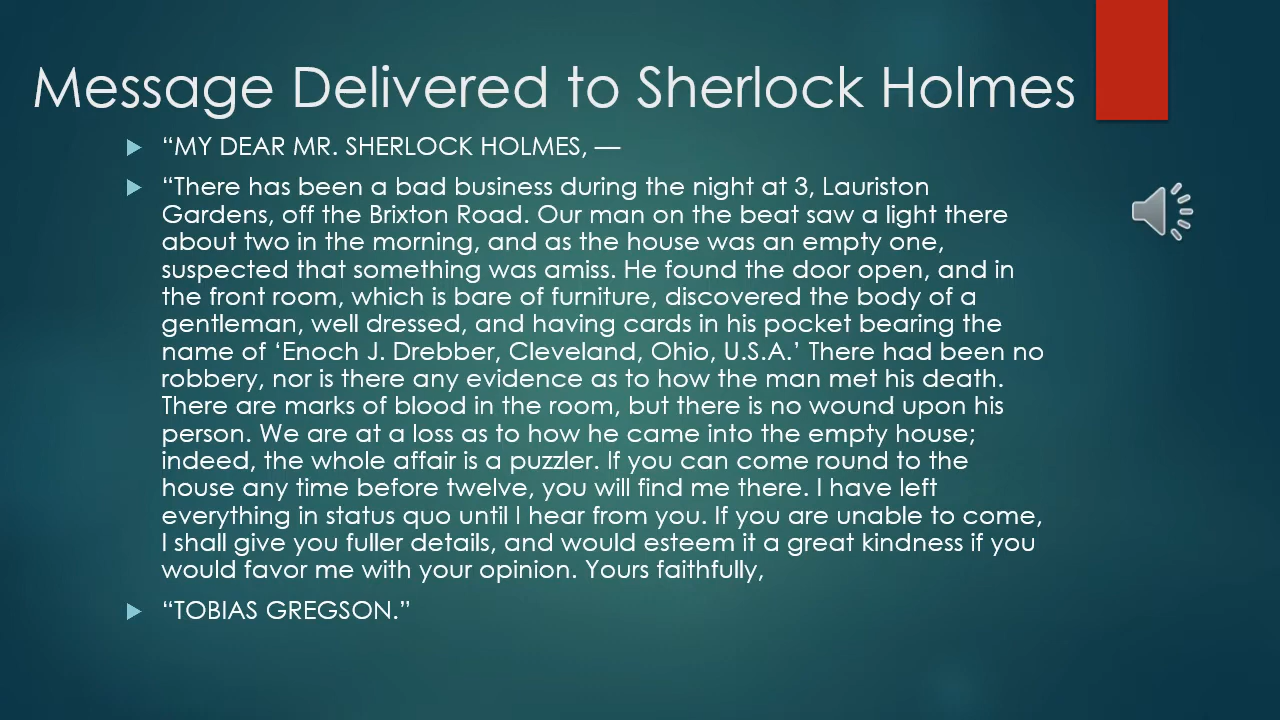 Message Delivered to Sherlock Holmes
“MY DEAR MR. SHERLOCK HOLMES, —
“There has been a bad business during the night at 3, Lauriston
Gardens, off the Brixton Road. Our man on the beat saw a light there
about two in the morning, and as the house was an empty one,
suspected that something was amiss. He found the door open, and in
the front room, which is bare of furniture, discovered the body of a
gentleman, well dressed, and having cards in his pocket bearing the
name of ‘Enoch J. Drebber, Cleveland, Ohio, U.S.A.’ There had been no
robbery, nor is there any evidence as to how the man met his death.
There are marks of blood in the room, but there is no wound upon his
person. We are at a loss as to how he came into the empty house;
indeed, the whole affair is a puzzler. If you can come round to the
house any time before twelve, you will find me there. I have left
everything in status quo until I hear from you. If you are unable to come,
I shall give you fuller details, and would esteem it a great kindness if you
would favor me with your opinion. Yours faithfully,
“TOBIAS GREGSON.”